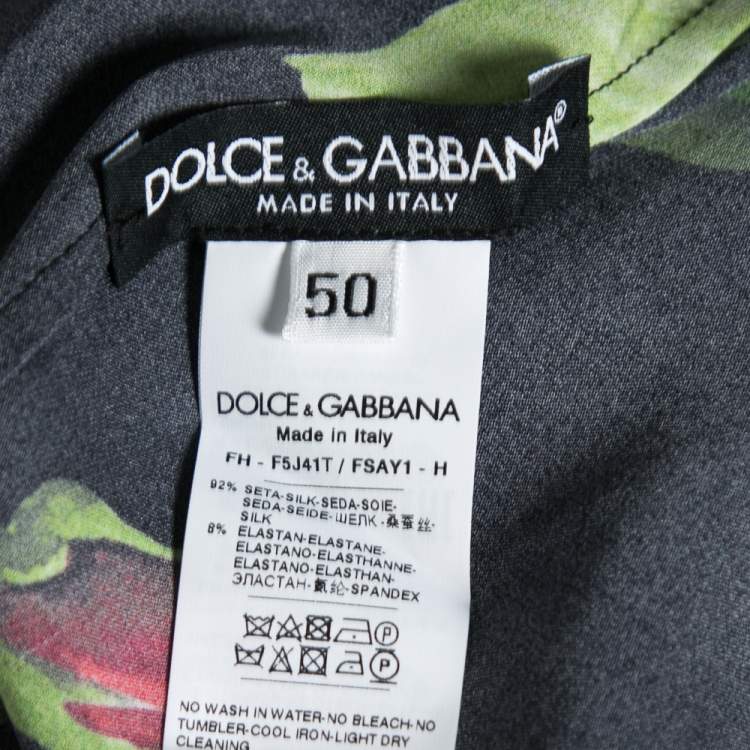 DOLCE & GABBANA®
MADE IN ITALY
50
DOLCE & GABBANA
Made in Italy
FH - F5J41T / FSAY1 - H
92% SETA-SILK-SEDA-SOIE-
SEDA-SEIDE-ШЕЛК-桑蚕丝-
SILK
8% ELASTAN-ELASTANE-
ELASTANO-ELASTHANNE-
ELASTANO-ELASTHAN-
ЭЛАСТАН-氨纶-SPANDEX
P
P
NO WASH IN WATER-NO BLEACH-NO
TUMBLER-COOL IRON-LIGHT DRY
CLEANING